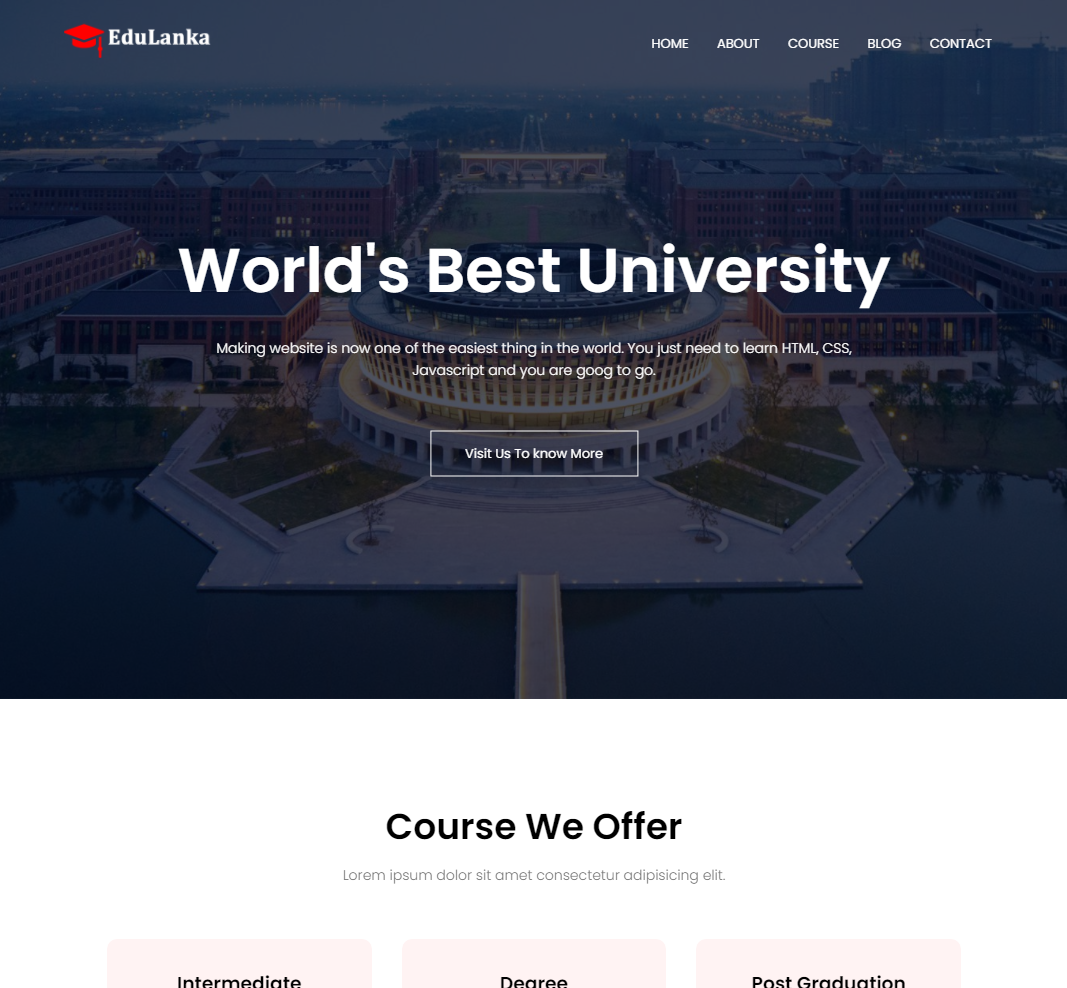 EduLanka
HOME ABOUT COURSE BLOG CONTACT
World's Best University
Making website is now one of the easiest thing in the world. You just need to learn HTML, CSS,
Javascript and you are goog to go.
Visit Us To know More
Course We Offer
Lorem ipsum dolor sit amet consectetur adipisicing elit.
Intermediate Degree Post Graduation